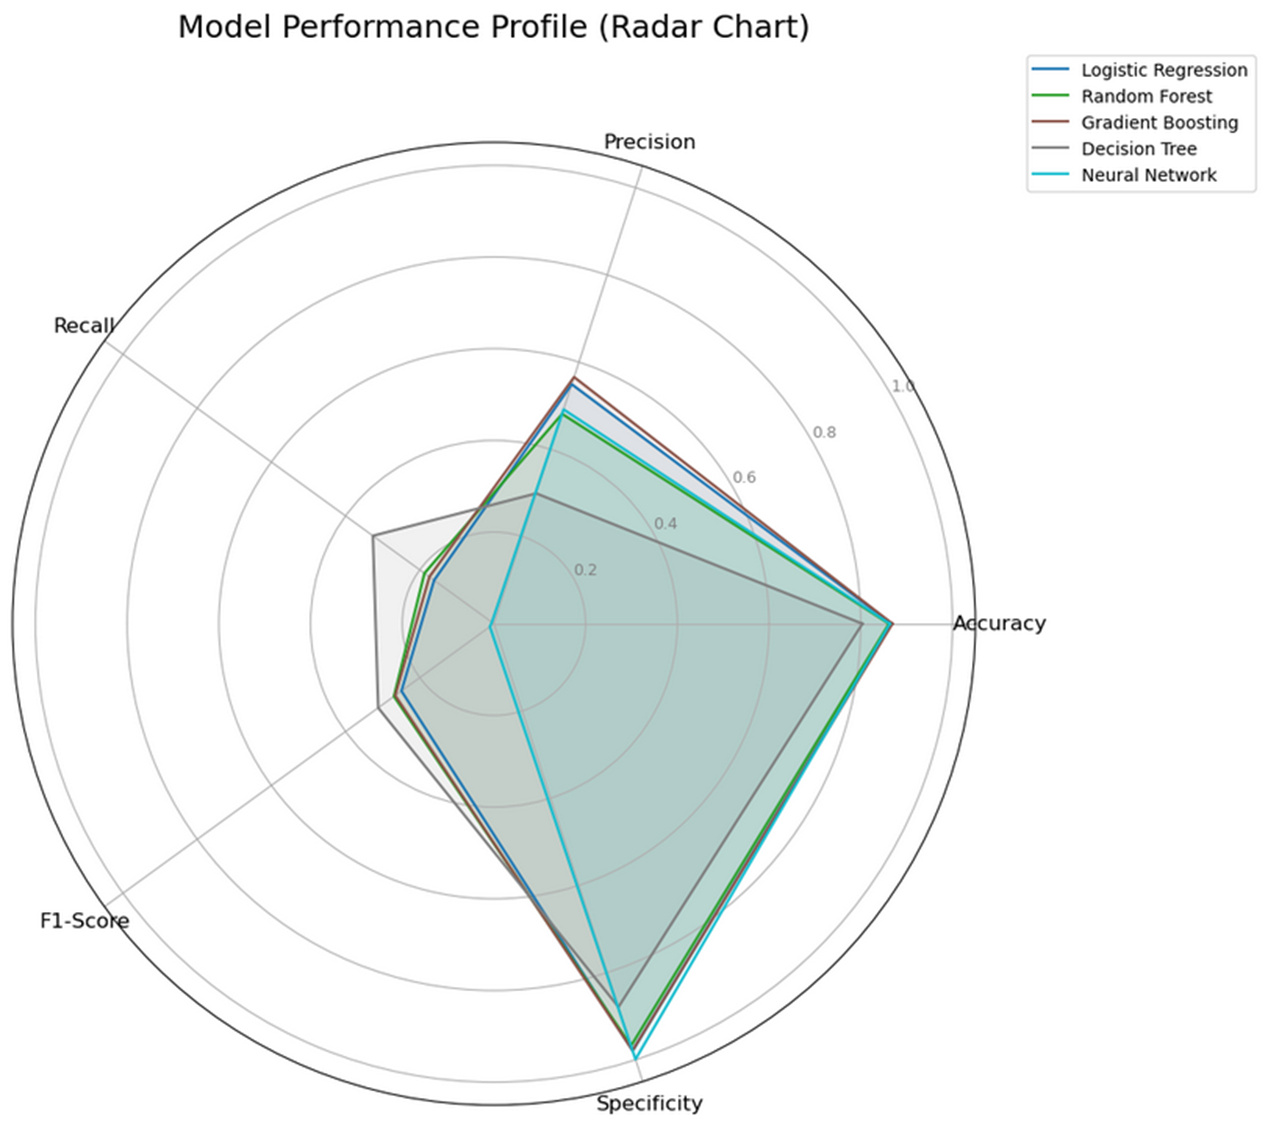 Model Performance Profile (Radar Chart)
Logistic Regression
Random Forest
Gradient Boosting
Decision Tree
Neural Network
Precision
Recall
1.0
0.8
0.6
0.4
0.2
Accuracy
F1-Score
Specificity